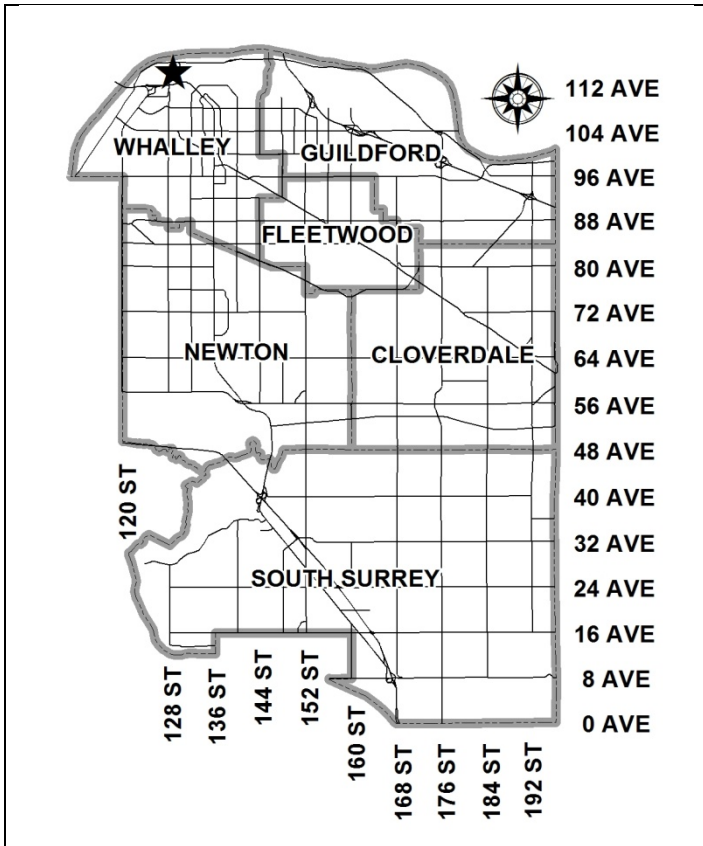 112 AVE
104 AVE
WHALLEY
GUILDFORD
96 AVE
88 AVE
FLEETWOOD
80 AVE
72 AVE
NEWTON
CLOVERDALE
64 AVE
56 AVE
48 AVE
120 ST
40 AVE
32 AVE
SOUTH SURREY
24 AVE
16 AVE
8 AVE
0 AVE
128 ST
136 ST
144 ST
152 ST
160 ST
168 ST
176 ST
184 ST
192 ST